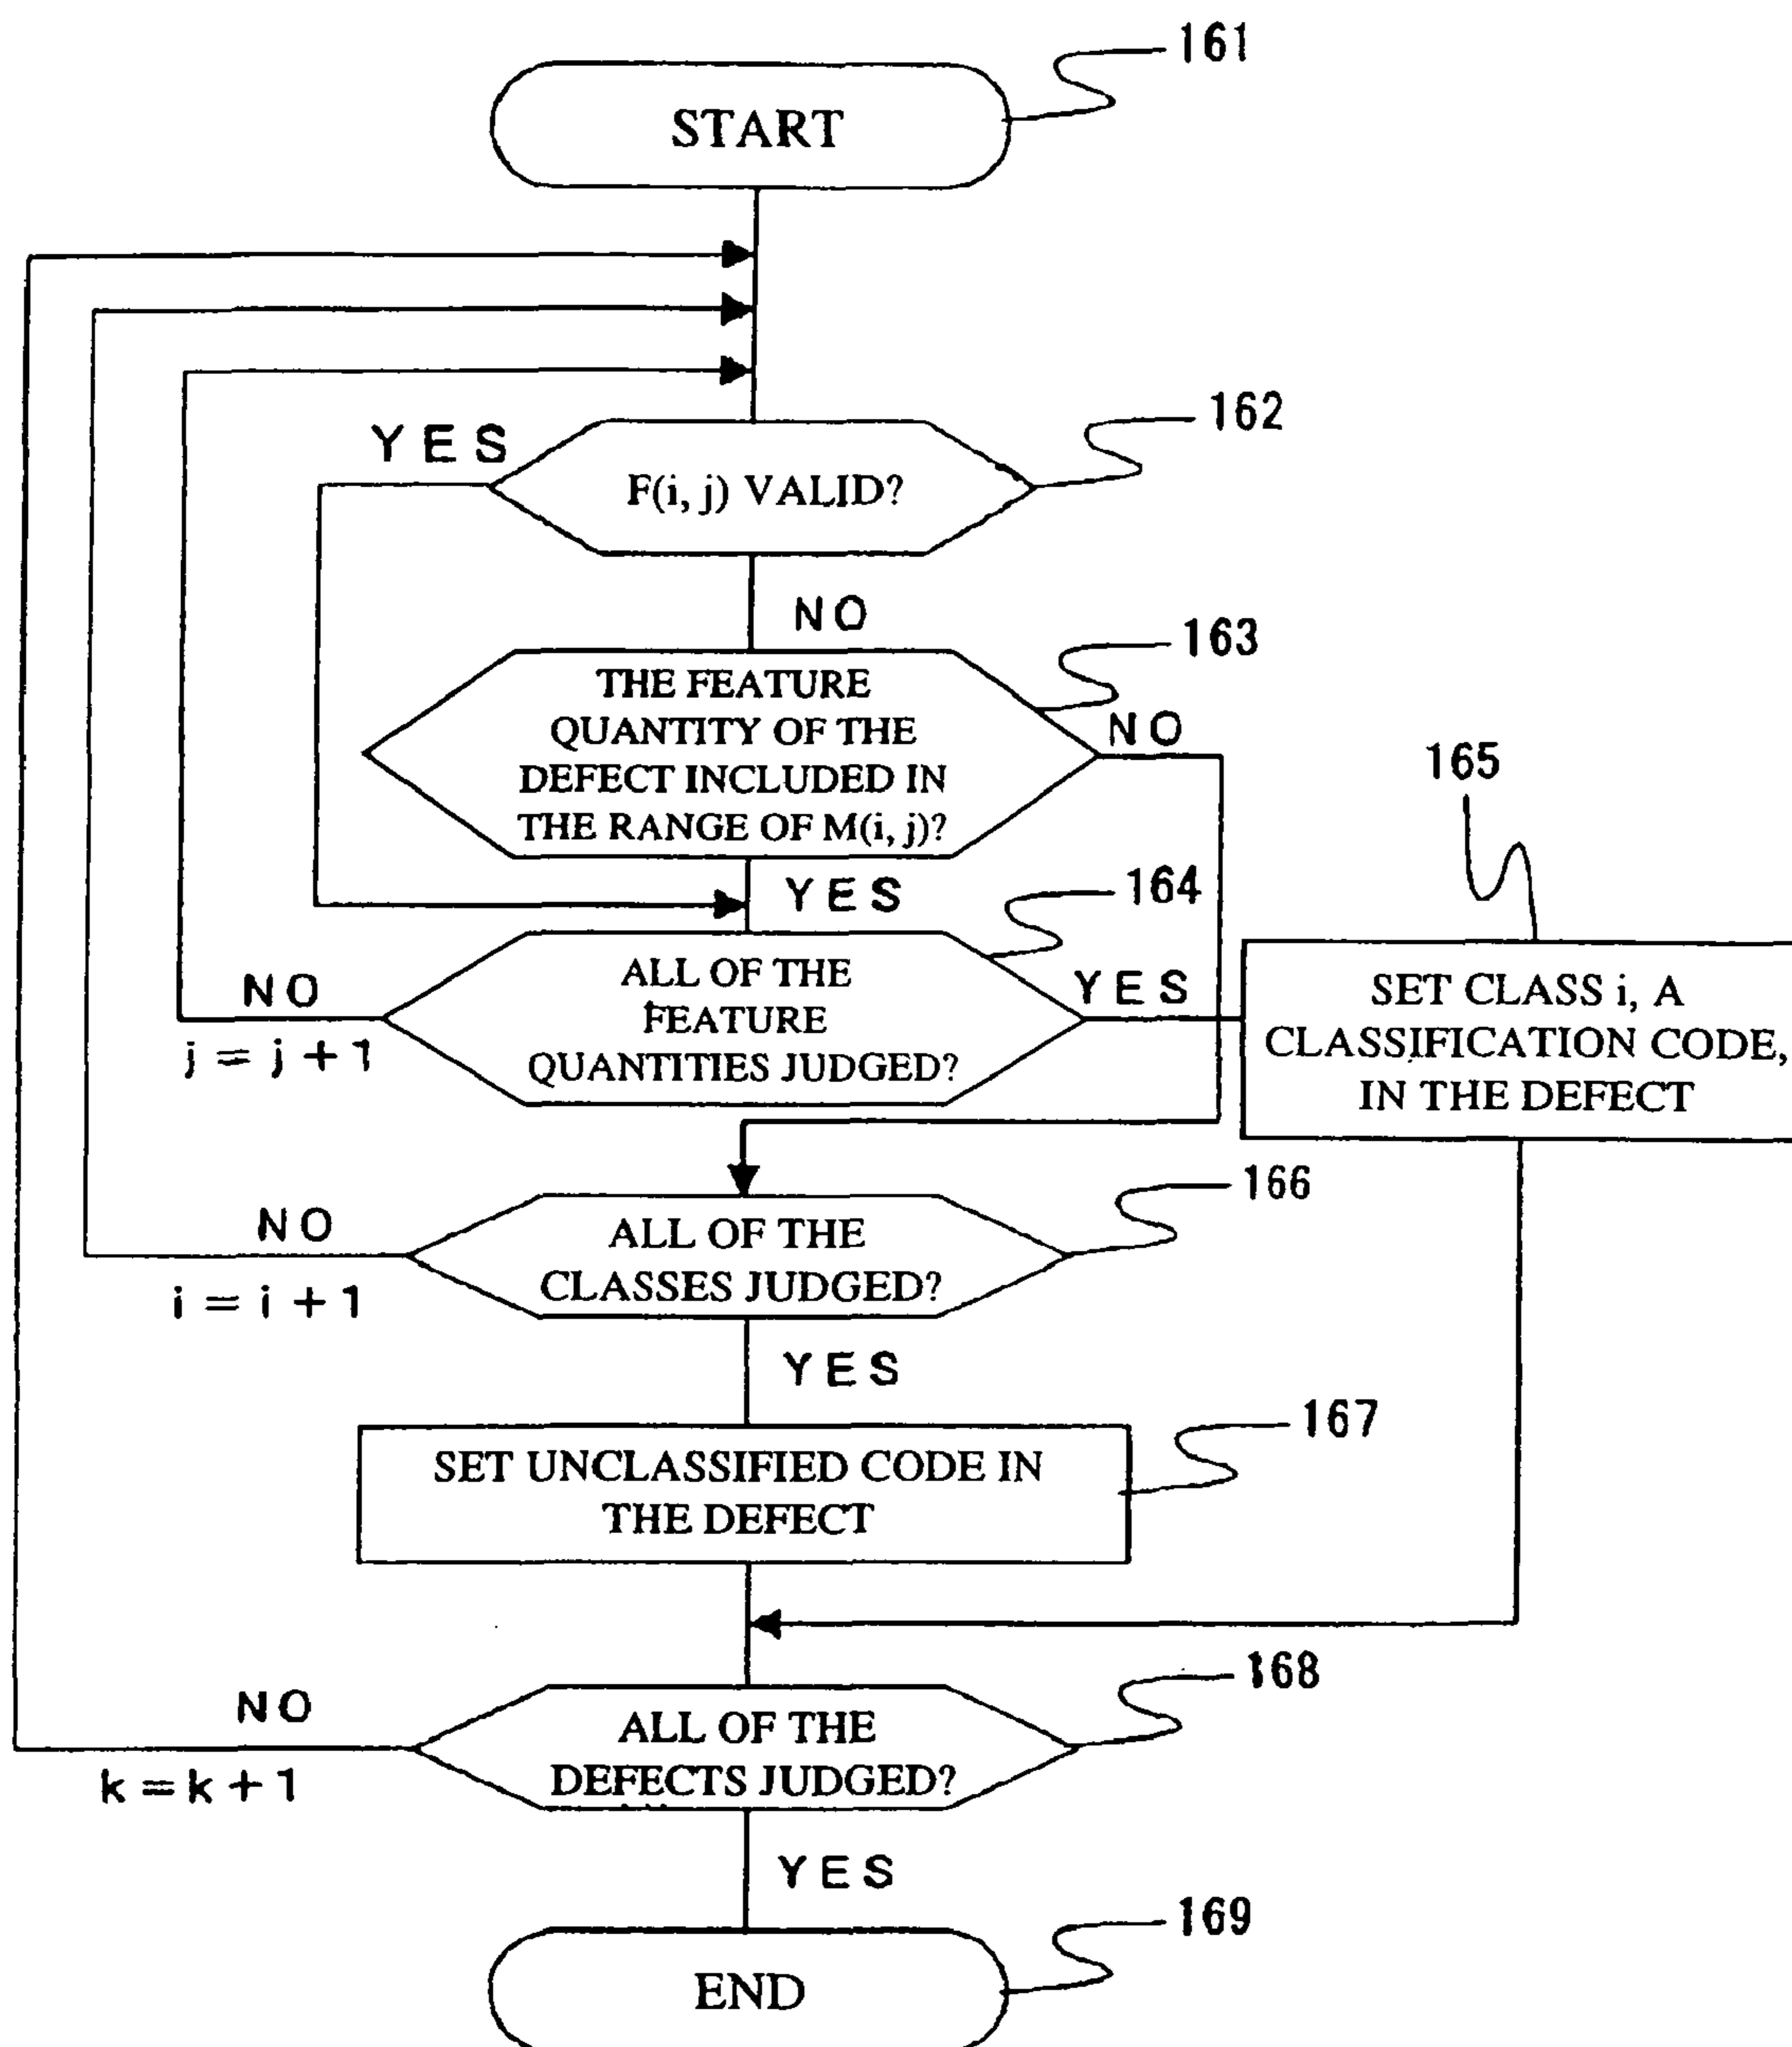 161
START
162
YES
F(i, j) VALID?
NO
163
THE FEATURE
QUANTITY OF THE
DEFECT INCLUDED IN
THE RANGE OF M(i, j)?
NO
165
YES
164
ALL OF THE
FEATURE
QUANTITIES JUDGED?
NO
j = j + 1
YES
SET CLASS i, A
CLASSIFICATION CODE,
IN THE DEFECT
166
NO
i = i + 1
ALL OF THE
CLASSES JUDGED?
YES
167
SET UNCLASSIFIED CODE IN
THE DEFECT
168
NO
k = k + 1
ALL OF THE
DEFECTS JUDGED?
YES
169
END